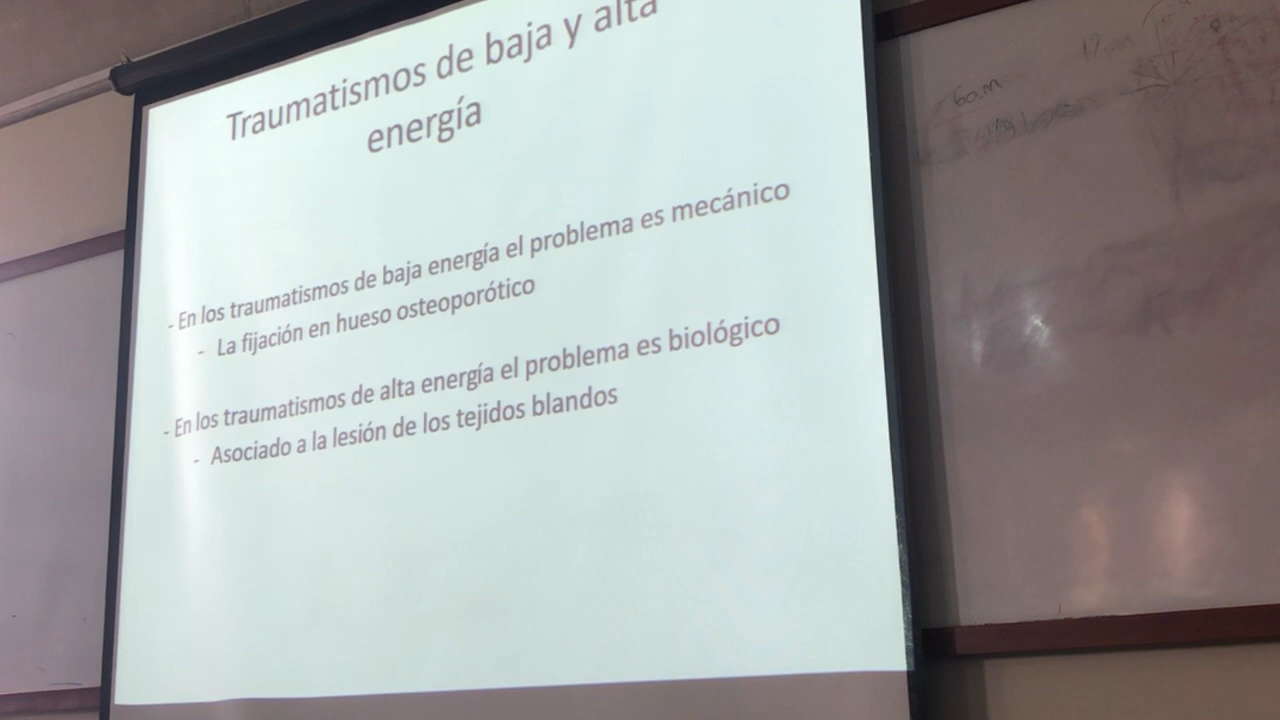 Traumatismos de baja y alta
energía
- En los traumatismos de baja energía el problema es mecánico
- La fijación en hueso osteoporótico
- En los traumatismos de alta energía el problema es biológico
- Asociado a la lesión de los tejidos blandos